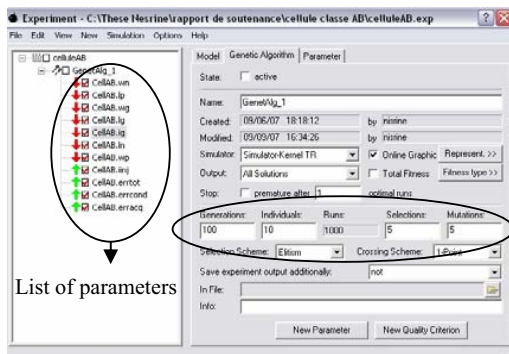 Experiment - C:\These Nesrine\rapport de soutenance\cellule classe AB\celluleAB.exp
File Edit View New Simulation Options Help
celluleAB
GenetAlg_1
CellAB.wn
CellAB.lp
CellAB.wg
CellAB.lg
CellAB.ig
CellAB.ln
CellAB.wp
CellAB.iinj
CellAB.errtot
CellAB.errcond
CellAB.erracq
List of parameters
Model Genetic Algorithm Parameter
State: active
Name: GenetAlg_1
Created: 09/06/07 18:18:12 by nisrine
Modified: 09/09/07 16:34:26 by nisrine
Simulator: Simulator-Kernel TR Online Graphic Represent. >>
Output: All Solutions Total Fitness Fitness type >>
Stop: premature after 1 optimal runs
Generations: Individuals: Runs: Selections: Mutations:
100 10 1000 5 5
Selection Scheme: Elitism Crossing Scheme: 1-Point
Save experiment output additionally: not
In File:
Info:
New Parameter New Quality Criterion